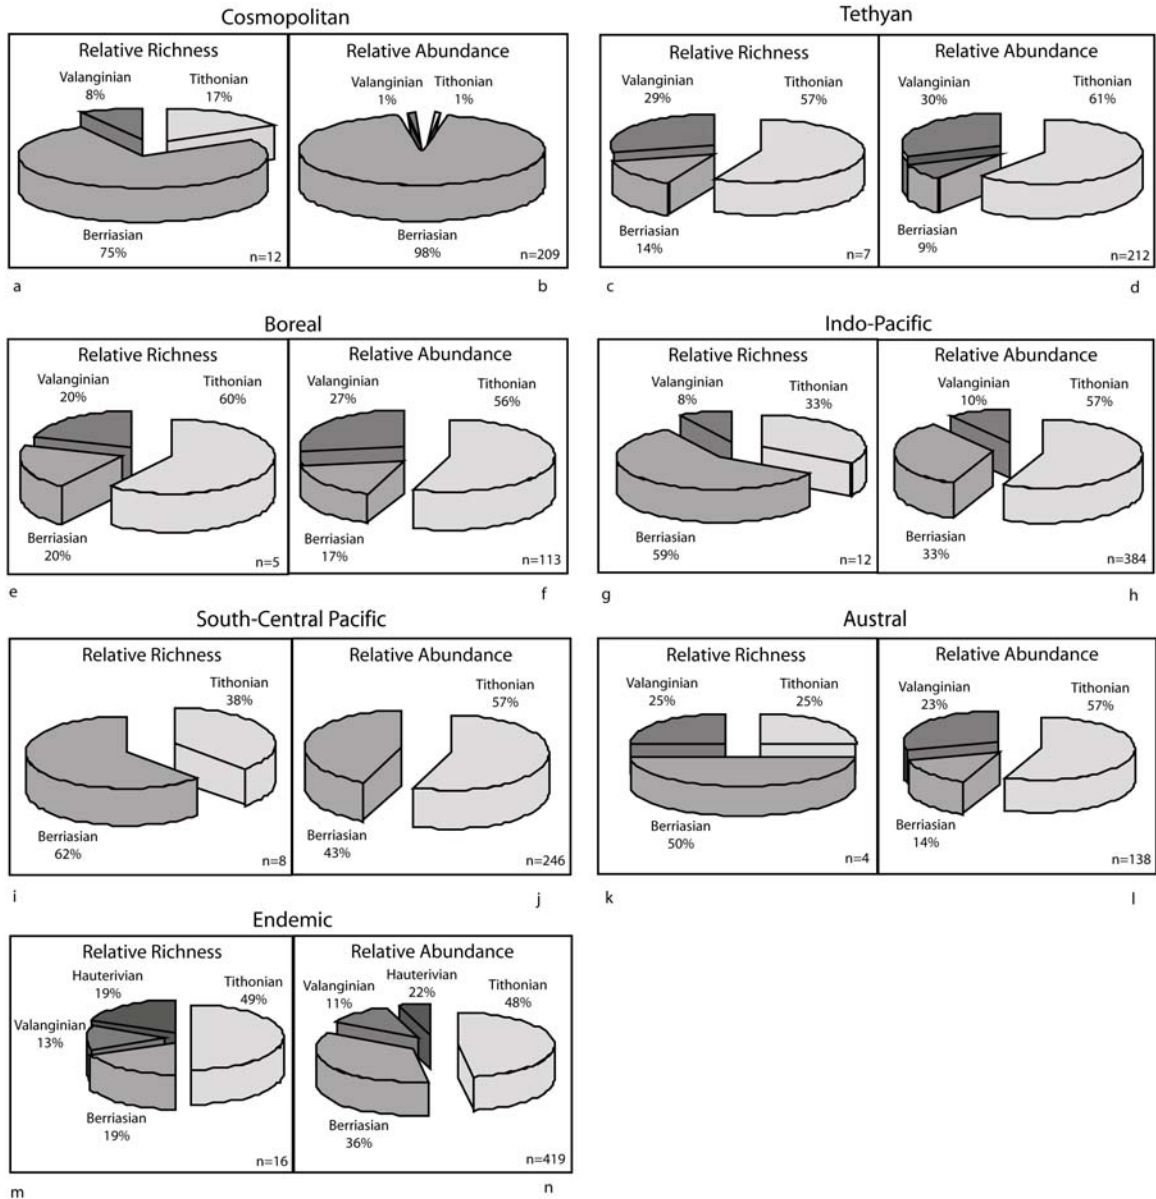 Cosmopolitan
Relative Richness
Valanginian
8%
Tithonian
17%
Berriasian
75%
n=12
a
Relative Abundance
Valanginian
1%
Tithonian
1%
Berriasian
98%
n=209
b
Tethyan
Relative Richness
Valanginian
29%
Tithonian
57%
Berriasian
14%
n=7
c
Relative Abundance
Valanginian
30%
Tithonian
61%
Berriasian
9%
n=212
d
Boreal
Relative Richness
Valanginian
20%
Tithonian
60%
Berriasian
20%
n=5
e
Relative Abundance
Valanginian
27%
Tithonian
56%
Berriasian
17%
n=113
f
Indo-Pacific
Relative Richness
Valanginian
8%
Tithonian
33%
Berriasian
59%
n=12
g
Relative Abundance
Valanginian
10%
Tithonian
57%
Berriasian
33%
n=384
h
South-Central Pacific
Relative Richness
Tithonian
38%
Berriasian
62%
n=8
i
Relative Abundance
Tithonian
57%
Berriasian
43%
n=246
j
Austral
Relative Richness
Valanginian
25%
Tithonian
25%
Berriasian
50%
n=4
k
Relative Abundance
Valanginian
23%
Tithonian
57%
Berriasian
14%
n=138
l
Endemic
Relative Richness
Hauterivian
19%
Tithonian
49%
Valanginian
13%
Berriasian
19%
n=16
m
Relative Abundance
Hauterivian
22%
Valanginian
11%
Tithonian
48%
Berriasian
36%
n=419
n